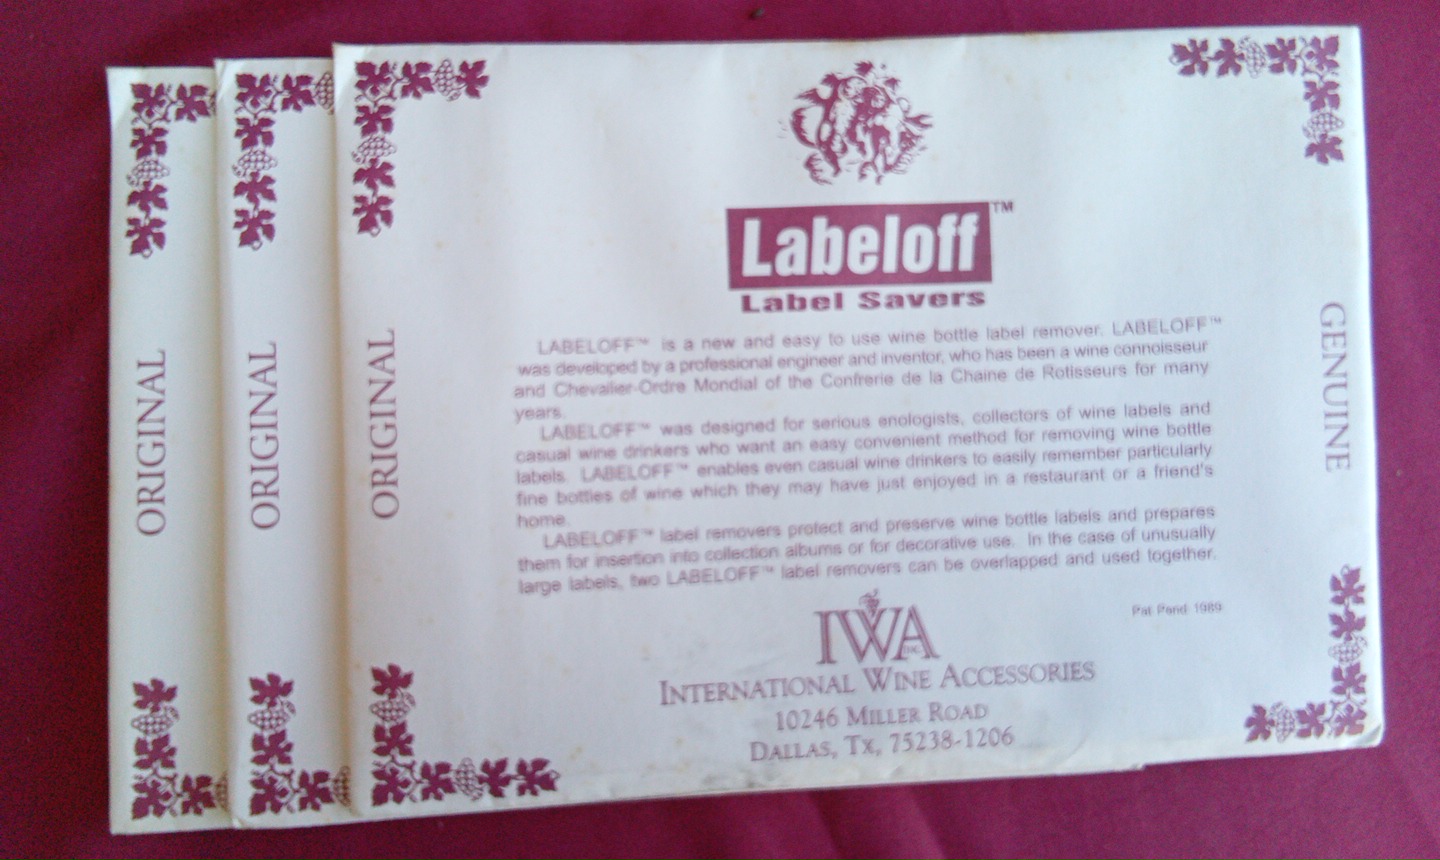 ORIGINAL
ORIGINAL
ORIGINAL
Labeloff™
Label Savers
LABELOFF™ is a new and easy to use wine bottle label remover. LABELOFF™
was developed by a professional engineer and inventor, who has been a wine connoisseur
and Chevalier-Ordre Mondial of the Confrerie de la Chaine de Rotisseurs for many
years.
LABELOFF™ was designed for serious enologists, collectors of wine labels and
casual wine drinkers who want an easy convenient method for removing wine bottle
labels. LABELOFF™ enables even casual wine drinkers to easily remember particularly
fine bottles of wine which they may have just enjoyed in a restaurant or a friend's
home.
LABELOFF™ label removers protect and preserve wine bottle labels and prepares
them for insertion into collection albums or for decorative use. In the case of unusually
large labels, two LABELOFF™ label removers can be overlapped and used together.
Pat Pend 1989
IWA
INC
INTERNATIONAL WINE ACCESSORIES
10246 MILLER ROAD
DALLAS, TX, 75238-1206
GENUINE